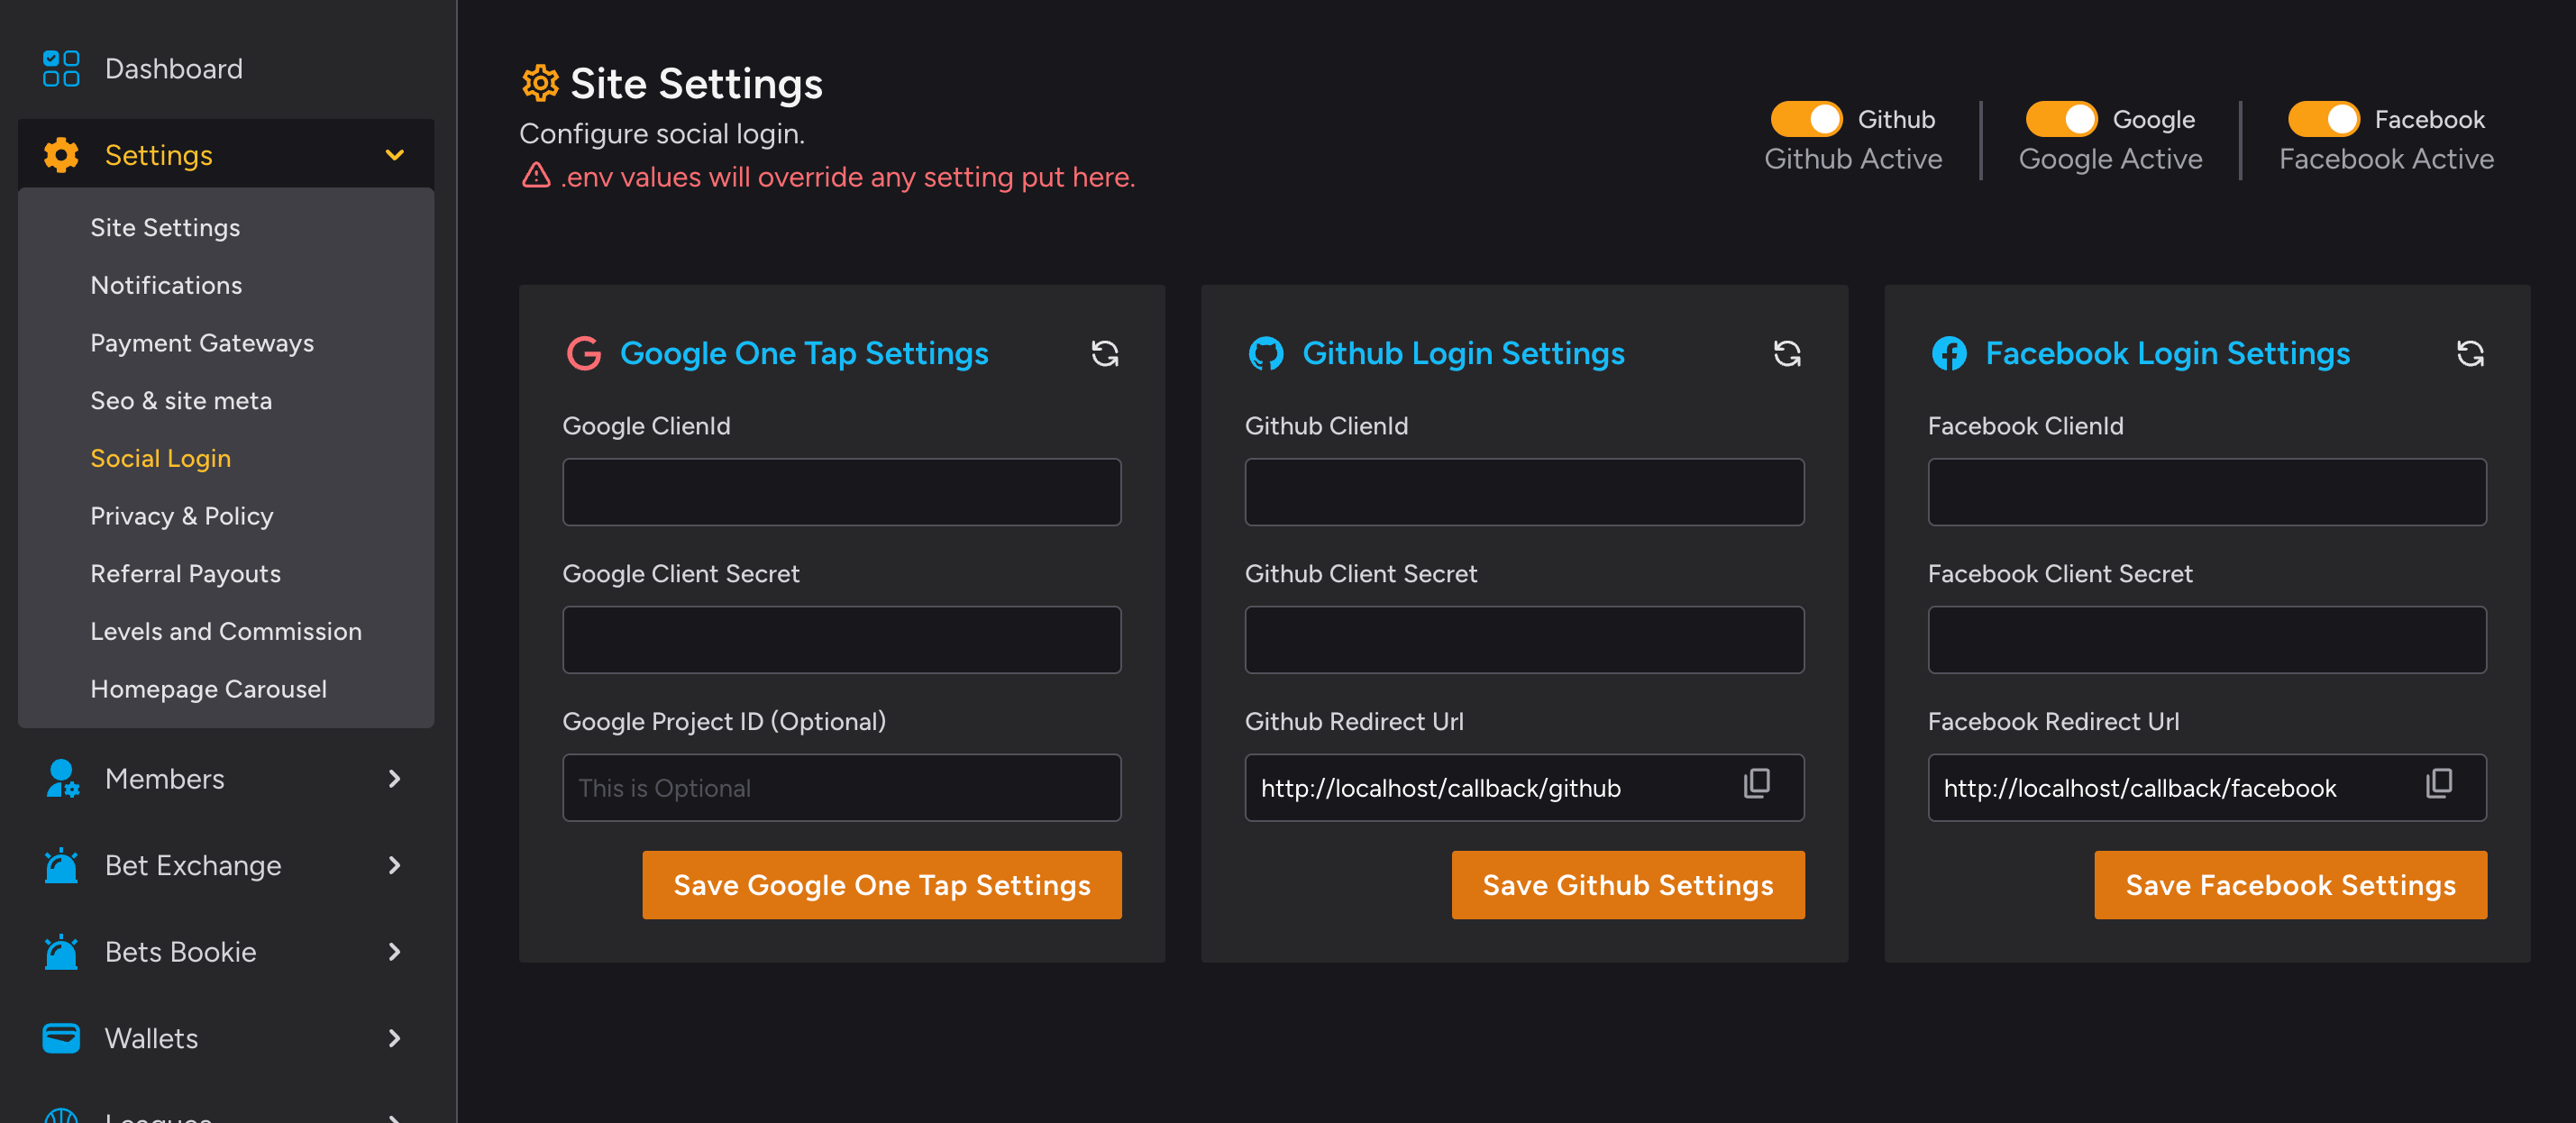 Dashboard
Settings
Site Settings
Notifications
Payment Gateways
Seo & site meta
Social Login
Privacy & Policy
Referral Payouts
Levels and Commission
Homepage Carousel
Members
Bet Exchange
Bets Bookie
Wallets
Leagues
Site Settings
Configure social login.
.env values will override any setting put here.
Github
Github Active
Google
Google Active
Facebook
Facebook Active
Google One Tap Settings
Google ClienId
Google Client Secret
Google Project ID (Optional)
This is Optional
Save Google One Tap Settings
Github Login Settings
Github ClienId
Github Client Secret
Github Redirect Url
http://localhost/callback/github
Save Github Settings
Facebook Login Settings
Facebook ClienId
Facebook Client Secret
Facebook Redirect Url
http://localhost/callback/facebook
Save Facebook Settings